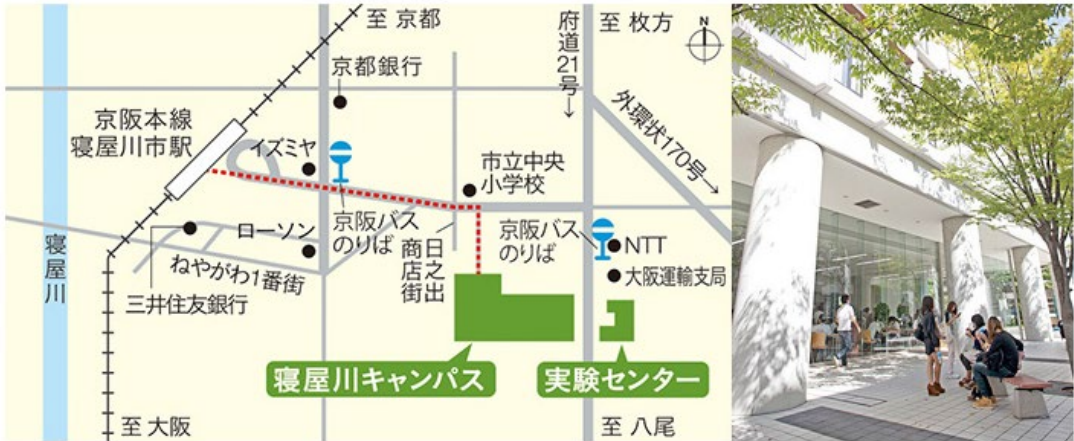 至 京都
府道21号→
至 枚方
N
京都銀行
外環状170号→
京阪本線
寝屋川市駅
イズミヤ
市立中央
小学校
京阪バス
のりば
京阪バス
のりば
NTT
大阪運輸支局
ローソン
日之出
商店街
寝屋川
ねやがわ1番街
三井住友銀行
寝屋川キャンパス
実験センター
至 大阪
至 八尾